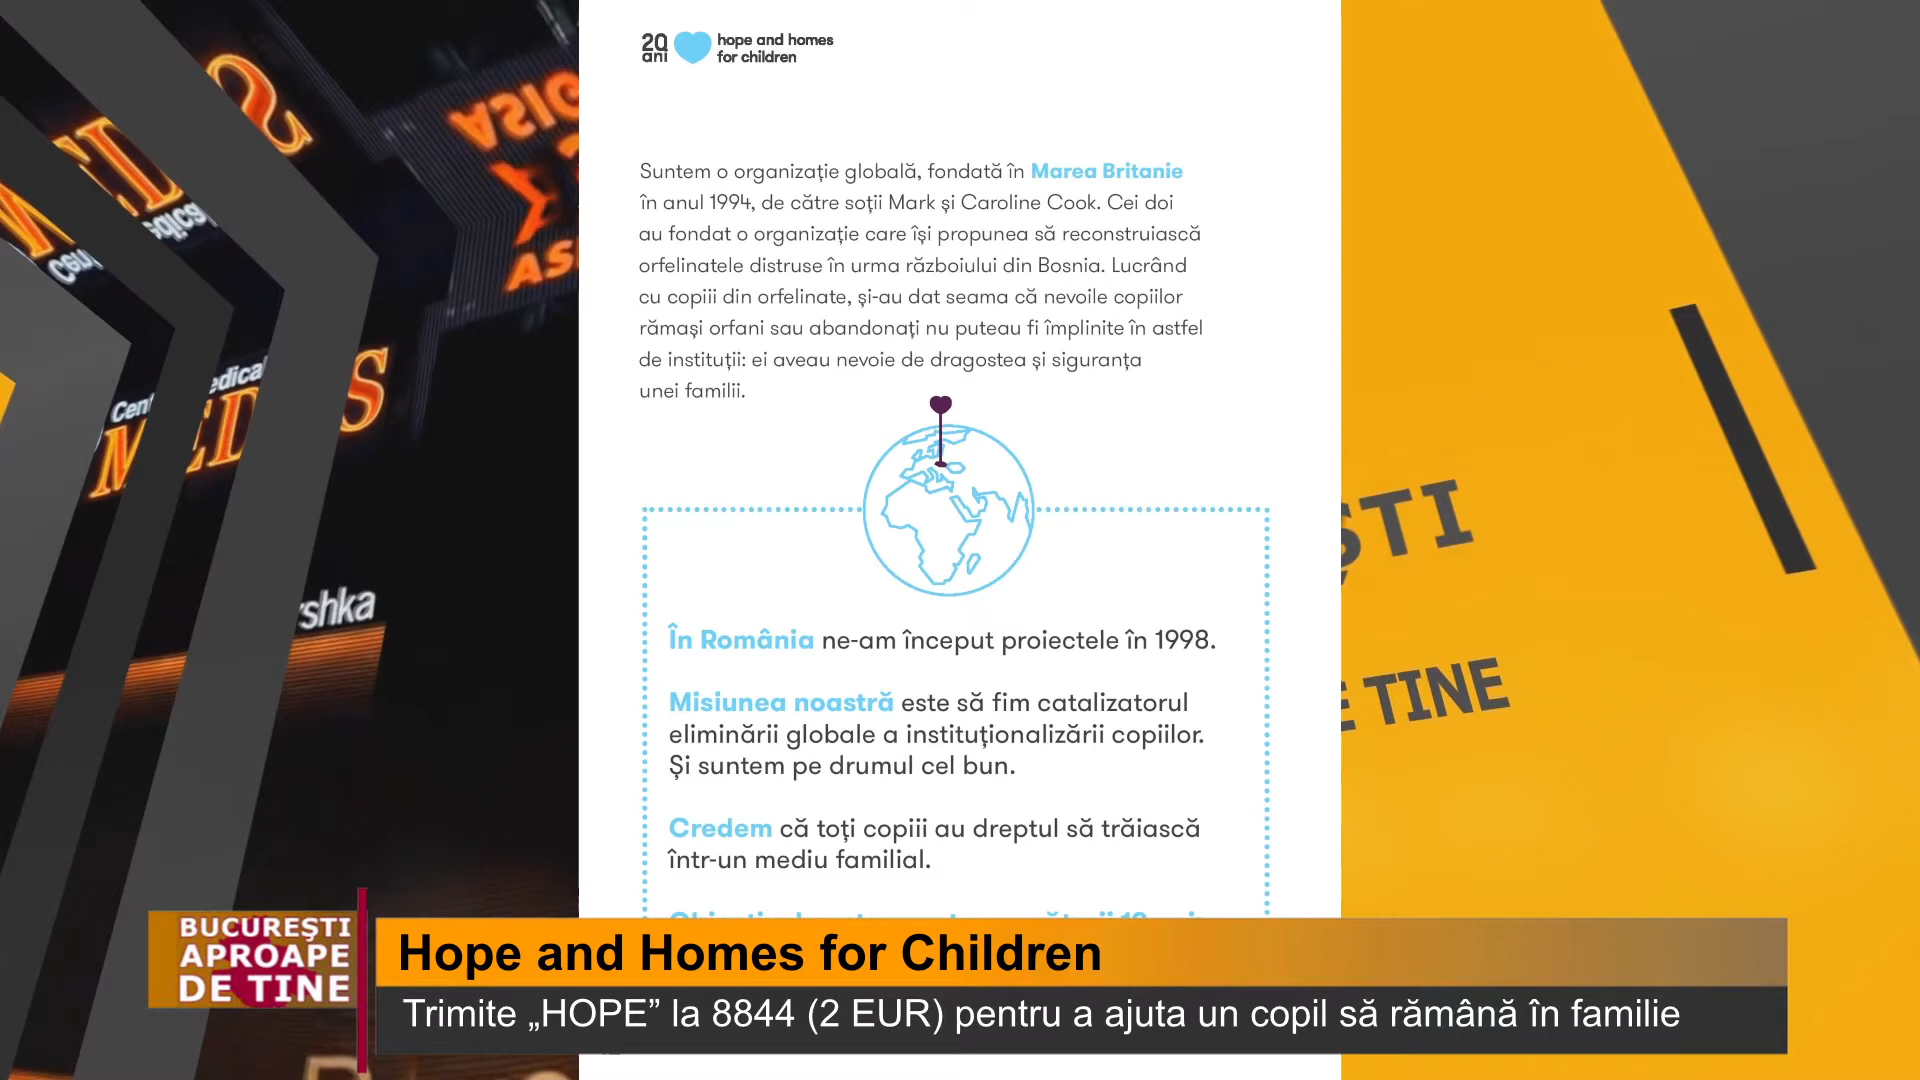 20 ani
hope and homes
for children
Suntem o organizație globală, fondată în Marea Britanie
în anul 1994, de către soții Mark și Caroline Cook. Cei doi
au fondat o organizație care își propunea să reconstruiască
orfelinatele distruse în urma războiului din Bosnia. Lucrând
cu copiii din orfelinate, și-au dat seama că nevoile copiilor
rămași orfani sau abandonați nu puteau fi împlinite în astfel
de instituții: ei aveau nevoie de dragostea și siguranța
unei familii.
În România ne-am început proiectele în 1998.
Misiunea noastră este să fim catalizatorul
eliminării globale a instituționalizării copiilor.
Și suntem pe drumul cel bun.
Credem că toți copiii au dreptul să trăiască
într-un mediu familial.
TINE
BUCUREŞTI
APROAPE
DE TINE
Hope and Homes for Children
Trimite „HOPE” la 8844 (2 EUR) pentru a ajuta un copil să rămână în familie